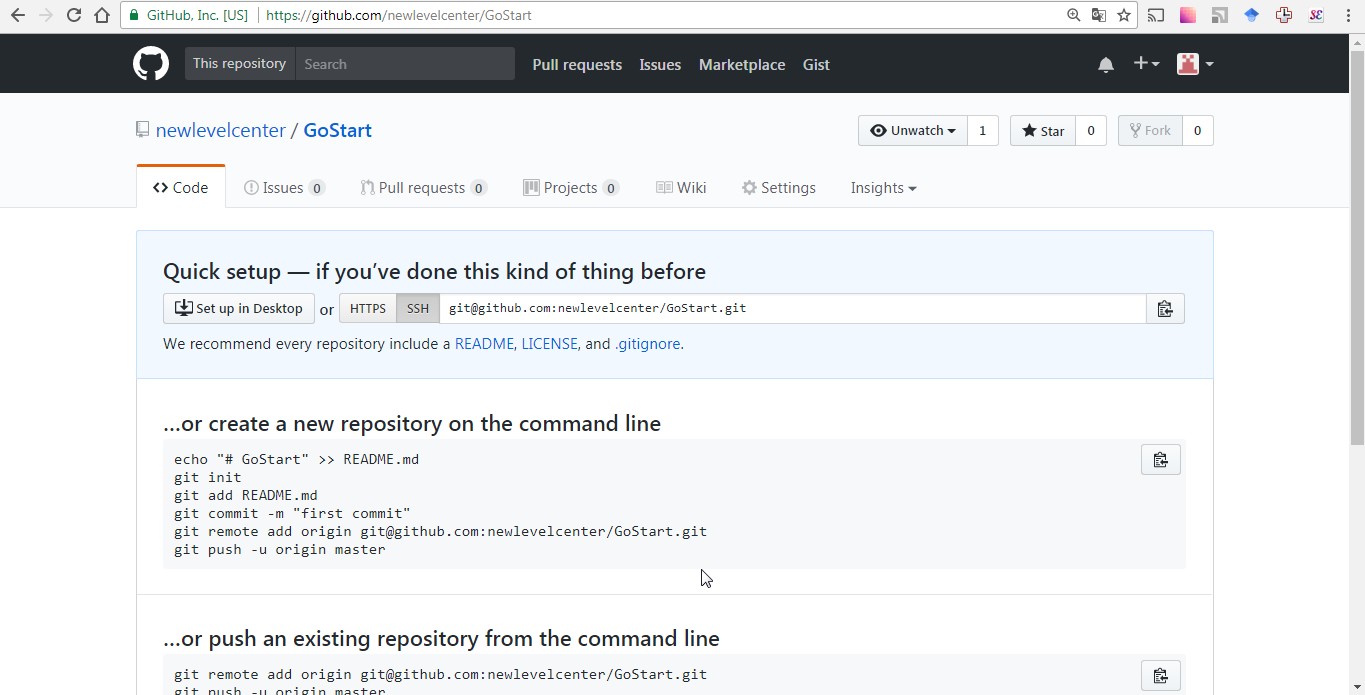 GitHub, Inc. [US] https://github.com/newlevelcenter/GoStart
This repository Search Pull requests Issues Marketplace Gist
newlevelcenter / GoStart Unwatch 1 Star 0 Fork 0
Code Issues 0 Pull requests 0 Projects 0 Wiki Settings Insights
Quick setup — if you’ve done this kind of thing before
Set up in Desktop or HTTPS SSH git@github.com:newlevelcenter/GoStart.git
We recommend every repository include a README, LICENSE, and .gitignore.
…or create a new repository on the command line
echo "# GoStart" >> README.md
git init
git add README.md
git commit -m "first commit"
git remote add origin git@github.com:newlevelcenter/GoStart.git
git push -u origin master
…or push an existing repository from the command line
git remote add origin git@github.com:newlevelcenter/GoStart.git
git push -u origin master